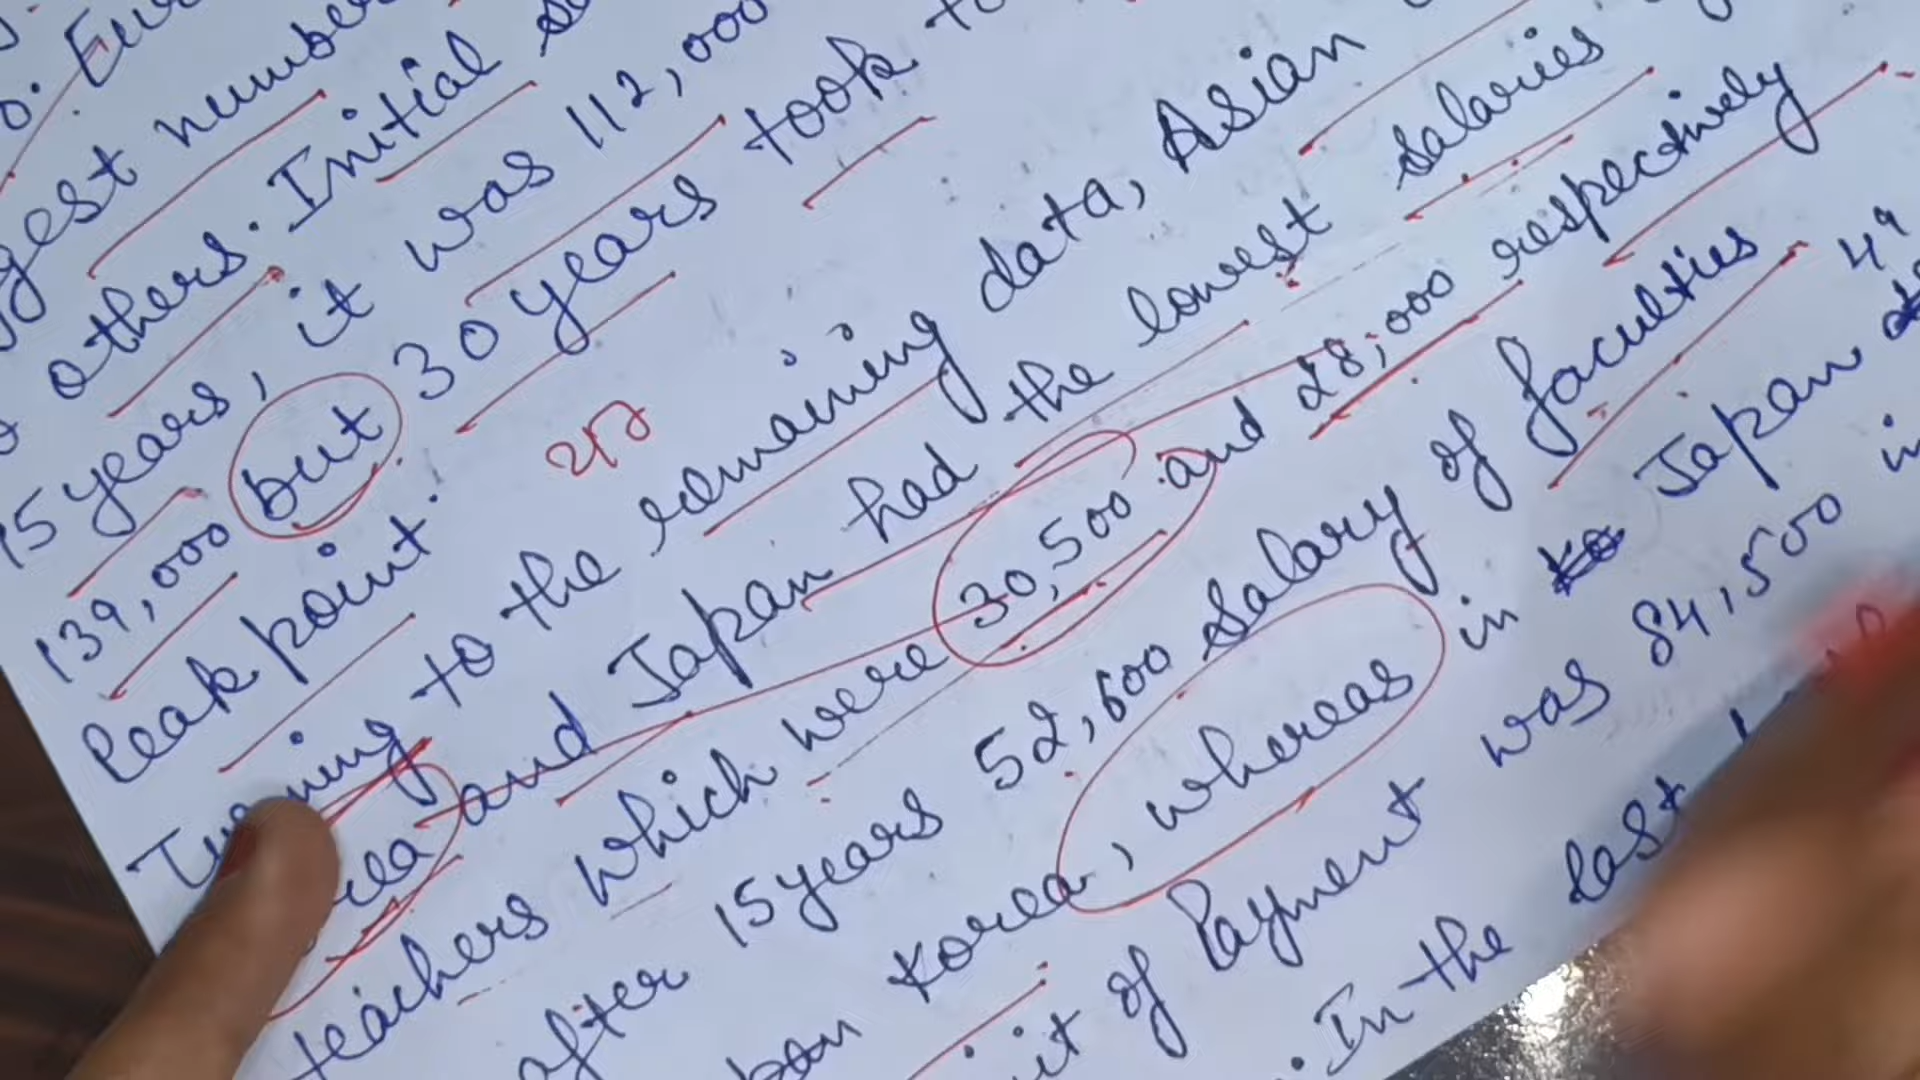 gest number
others. Initial
15 years, it was 112,000
139,000 but 30 years took
Peak point.
Turning to the remaining data, Asian
and Japan had the lowest salaries
teachers which were 30,500 and 28,000 respectively
after 15 years 52,600 salary of faculties
Korea, whereas in Japan
it of Payment was 84,500 in
. In the last